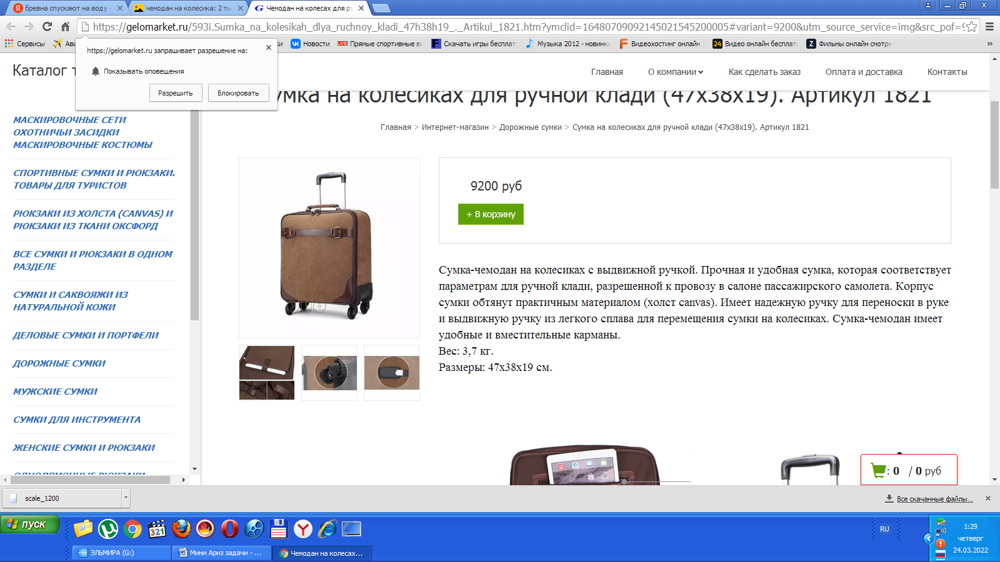 бревна спускают на воду -
чемодан на колесика: 2 ты
Чемодан на колесах для ру
https://gelomarket.ru/593i.Sumka_na_kolesikah_dlya_ruchnoy_kladi_47h38h19_._Artikul_1821.htm?ymclid=16480709092145021545200005#variant=9200&utm_source_service=img&src_pof=9
Сервисы
Ави
ки
Новости
Прямые спортивные ви
Скачать игры бесплат
Музыка 2012 - новинки
Видеохостинг онлайн
Видео онлайн бесплат
Фильмы онлайн смотре
https://gelomarket.ru запрашивает разрешение на:
Показывать оповещения
Разрешить
Блокировать
Каталог т
Главная
О компании
Как сделать заказ
Оплата и доставка
Контакты
умка на колесиках для ручной клади (47х38х19). Артикул 1821
Главная > Интернет-магазин > Дорожные сумки > Сумка на колесиках для ручной клади (47х38х19). Артикул 1821
МАСКИРОВОЧНЫЕ СЕТИ
ОХОТНИЧЬИ ЗАСИДКИ
МАСКИРОВОЧНЫЕ КОСТЮМЫ
СПОРТИВНЫЕ СУМКИ И РЮКЗАКИ.
ТОВАРЫ ДЛЯ ТУРИСТОВ
РЮКЗАКИ ИЗ ХОЛСТА (CANVAS) И
РЮКЗАКИ ИЗ ТКАНИ ОКСФОРД
ВСЕ СУМКИ И РЮКЗАКИ В ОДНОМ
РАЗДЕЛЕ
СУМКИ И САКВОЯЖИ ИЗ
НАТУРАЛЬНОЙ КОЖИ
ДЕЛОВЫЕ СУМКИ И ПОРТФЕЛИ
ДОРОЖНЫЕ СУМКИ
МУЖСКИЕ СУМКИ
СУМКИ ДЛЯ ИНСТРУМЕНТА
ЖЕНСКИЕ СУМКИ И РЮКЗАКИ
ОДНОЛЯМОЧНЫЕ РЮКЗАКИ
9200 руб
+ В корзину
Сумка-чемодан на колесиках с выдвижной ручкой. Прочная и удобная сумка, которая соответствует
параметрам для ручной клади, разрешенной к провозу в салоне пассажирского самолета. Корпус
сумки обтянут практичным материалом (холст canvas). Имеет надежную ручку для переноски в руке
и выдвижную ручку из легкого сплава для перемещения сумки на колесиках. Сумка-чемодан имеет
удобные и вместительные карманы.
Вес: 3,7 кг.
Размеры: 47х38х19 см.
: 0 / 0 руб
scale_1200
Все скачанные файлы...
пуск
RU
1:29
четверг
24.03.2022
ЭЛЬМИРА (G:)
Мини Ариз задачи - ...
Чемодан на колесах...